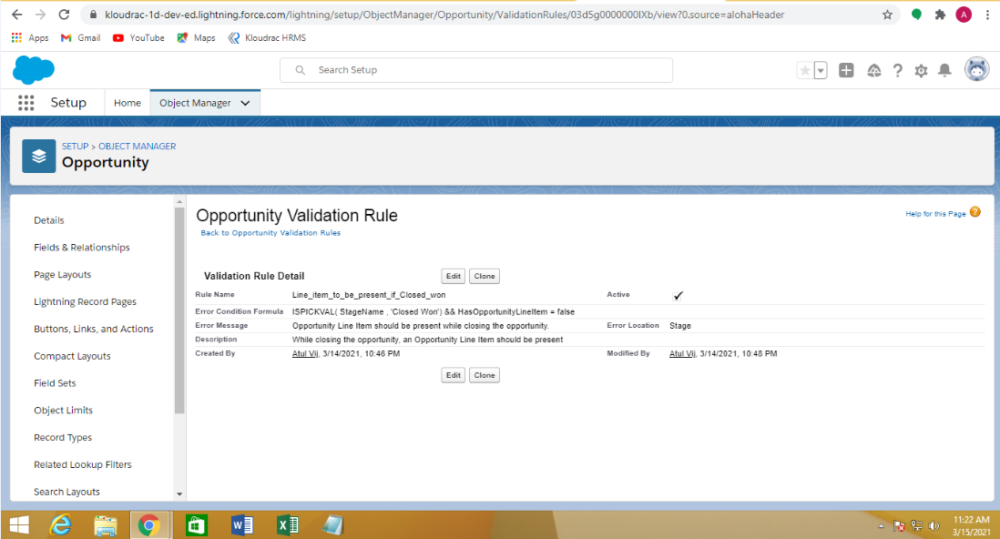 kloudrac-1d-dev-ed.lightning.force.com/lightning/setup/ObjectManager/Opportunity/ValidationRules/03d5g0000000IXb/view?0.source=alohaHeader
A
Apps Gmail YouTube Maps Kloudrac HRMS
Search Setup
Setup Home Object Manager
SETUP > OBJECT MANAGER
Opportunity
Details
Fields & Relationships
Page Layouts
Lightning Record Pages
Buttons, Links, and Actions
Compact Layouts
Field Sets
Object Limits
Record Types
Related Lookup Filters
Search Layouts
Opportunity Validation Rule
Help for this Page ?
Back to Opportunity Validation Rules
Validation Rule Detail Edit Clone
Rule Name Line_item_to_be_present_if_Closed_won Active ✓
Error Condition Formula ISPICKVAL( StageName , 'Closed Won') && HasOpportunityLineItem = false
Error Message Opportunity Line Item should be present while closing the opportunity. Error Location Stage
Description While closing the opportunity, an Opportunity Line Item should be present
Created By Atul Vij, 3/14/2021, 10:46 PM Modified By Atul Vij, 3/14/2021, 10:48 PM
Edit Clone
11:22 AM
3/15/2021